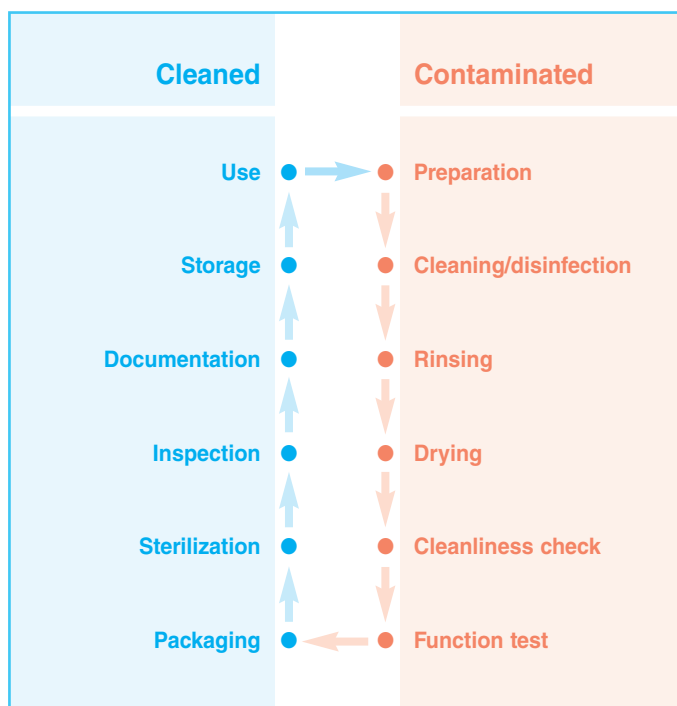 Cleaned
Contaminated
Use
Preparation
Storage
Cleaning/disinfection
Documentation
Rinsing
Inspection
Drying
Sterilization
Cleanliness check
Packaging
Function test